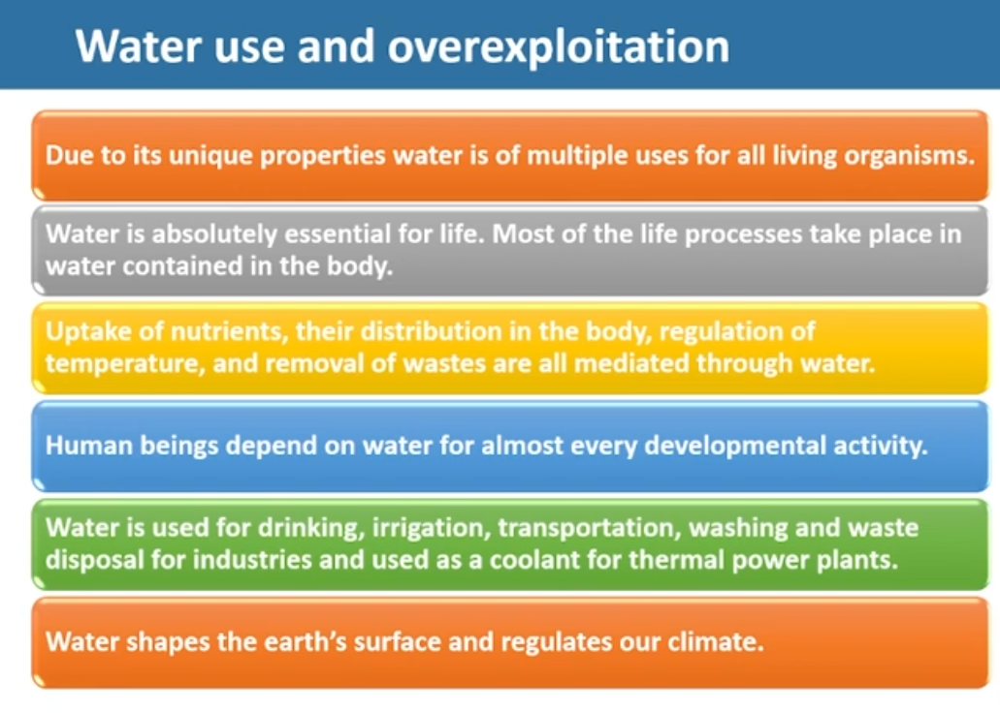 Water use and overexploitation
Due to its unique properties water is of multiple uses for all living organisms.
Water is absolutely essential for life. Most of the life processes take place in
water contained in the body.
Uptake of nutrients, their distribution in the body, regulation of
temperature, and removal of wastes are all mediated through water.
Human beings depend on water for almost every developmental activity.
Water is used for drinking, irrigation, transportation, washing and waste
disposal for industries and used as a coolant for thermal power plants.
Water shapes the earth’s surface and regulates our climate.